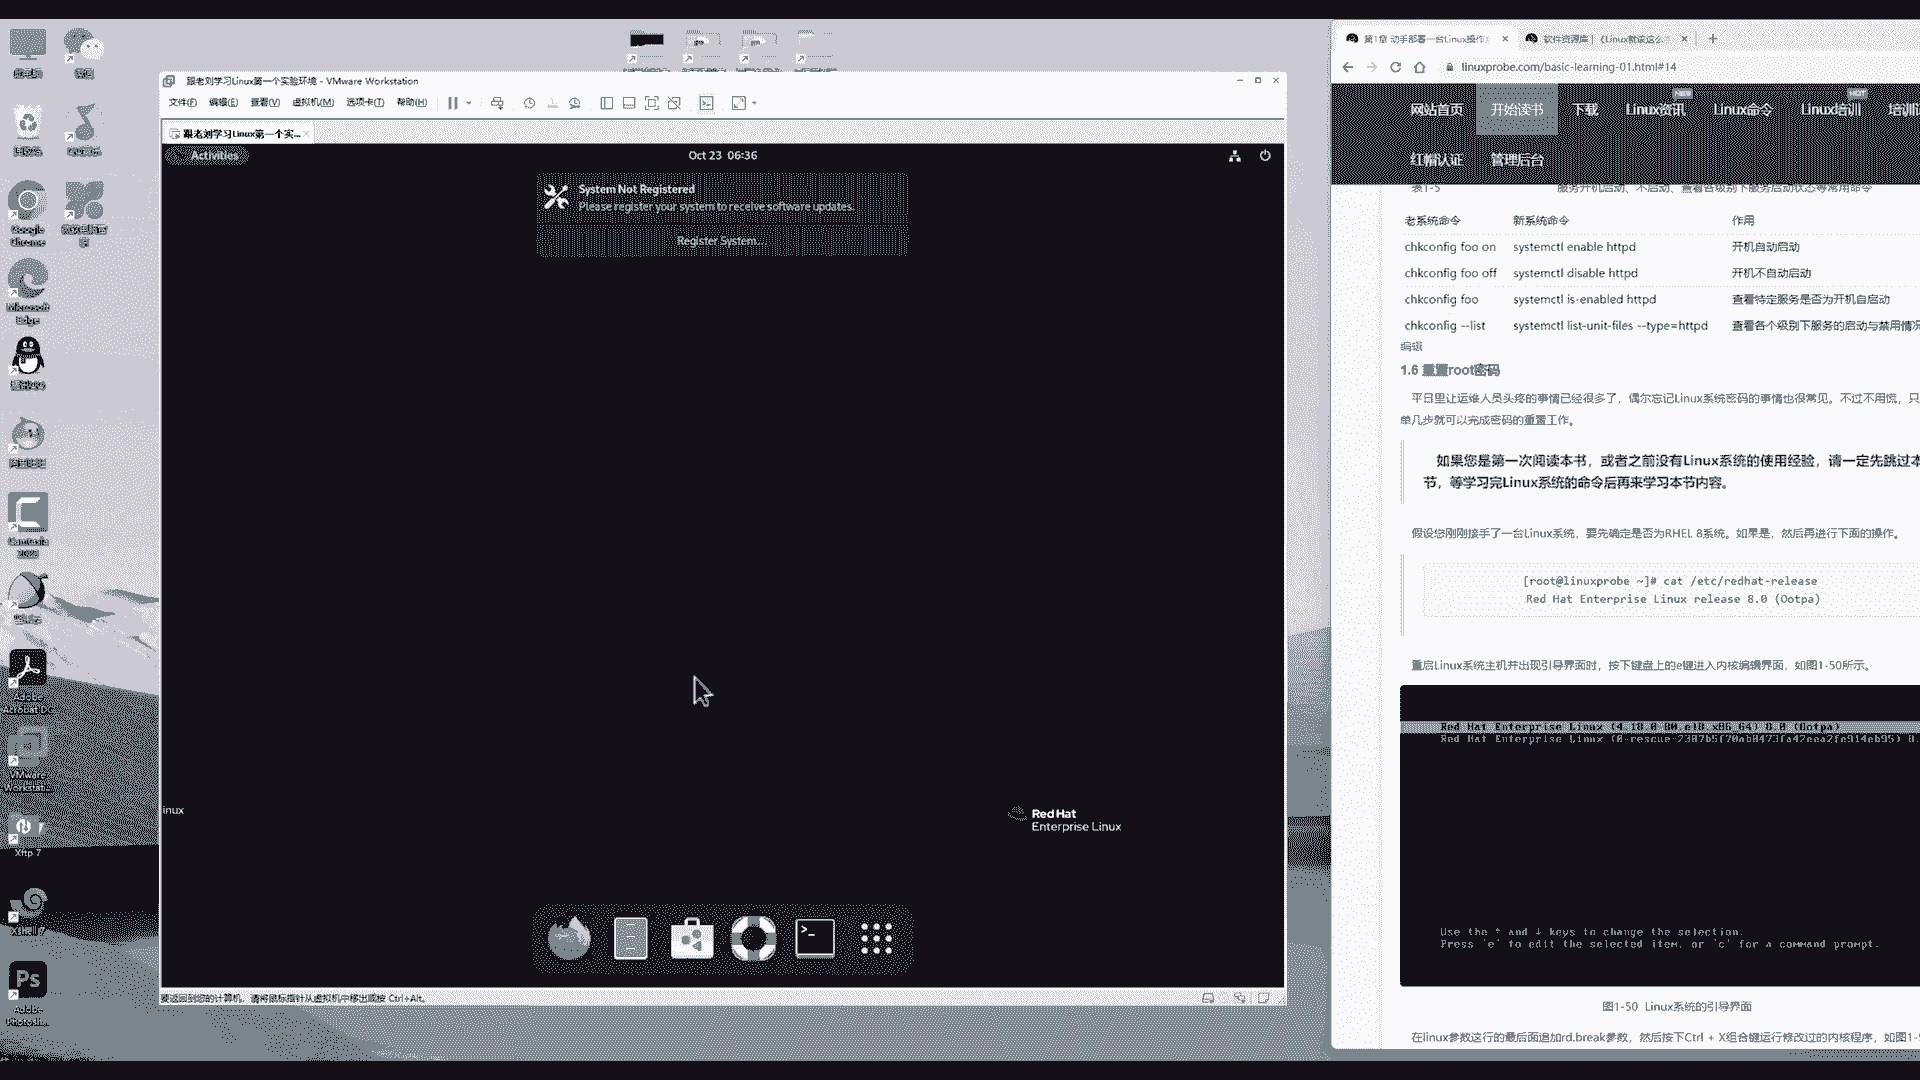 Google
Chrome
Microsoft
Edge
Camtasia
2023
Adobe
Acrobat DC
VMware
Workstati...
Xftp 7
Xshell 7
Adobe
Photosh...
跟老刘学习Linux第一个实验环境 - VMware Workstation
文件(F) 编辑(E) 查看(V) 虚拟机(M) 选项卡(T) 帮助(H)
跟老刘学习Linux第一个实...
Activities
Oct 23 06:36
System Not Registered
Please register your system to receive software updates.
Register System...
inux
Red Hat
Enterprise Linux
要返回到您的计算机，请将鼠标指针从虚拟机中移出或按 Ctrl+Alt。
第1章 动手部署一台Linux操作
软件资源库 | 《Linux就该这么
linuxprobe.com/basic-learning-01.html#14
网站首页 开始读书 下载 Linux资讯 NEW Linux命令 Linux培训 HOT 培训
红帽认证 管理后台
表1-5 服务开机启动、不启动、查看各级别下服务启动状态等常用命令
老系统命令 新系统命令 作用
chkconfig foo on systemctl enable httpd 开机自动启动
chkconfig foo off systemctl disable httpd 开机不自动启动
chkconfig foo systemctl is-enabled httpd 查看特定服务是否为开机自启动
chkconfig --list systemctl list-unit-files --type=httpd 查看各个级别下服务的启动与禁用情况
编辑
1.6 重置root密码
平日里让运维人员头疼的事情已经很多了，偶尔忘记Linux系统密码的事情也很常见。不过不用慌，只
单几步就可以完成密码的重置工作。
如果您是第一次阅读本书，或者之前没有Linux系统的使用经验，请一定先跳过本
节，等学习完Linux系统的命令后再来学习本节内容。
假设您刚刚接手了一台Linux系统，要先确定是否为RHEL 8系统。如果是，然后再进行下面的操作。
[root@linuxprobe ~]# cat /etc/redhat-release
Red Hat Enterprise Linux release 8.0 (Ootpa)
重启Linux系统主机并出现引导界面时，按下键盘上的e键进入内核编辑界面，如图1-50所示。
Red Hat Enterprise Linux (4.18.0-80.el8.x86_64) 8.0 (Ootpa)
Red Hat Enterprise Linux (0-rescue-2387b5f70ab0473fa42eea2fe914eb95) 8.
Use the ↑ and ↓ keys to change the selection.
Press 'e' to edit the selected item, or 'c' for a command prompt.
图1-50 Linux系统的引导界面
在linux参数这行的最后面追加rd.break参数，然后按下Ctrl + X组合键运行修改过的内核程序，如图1-